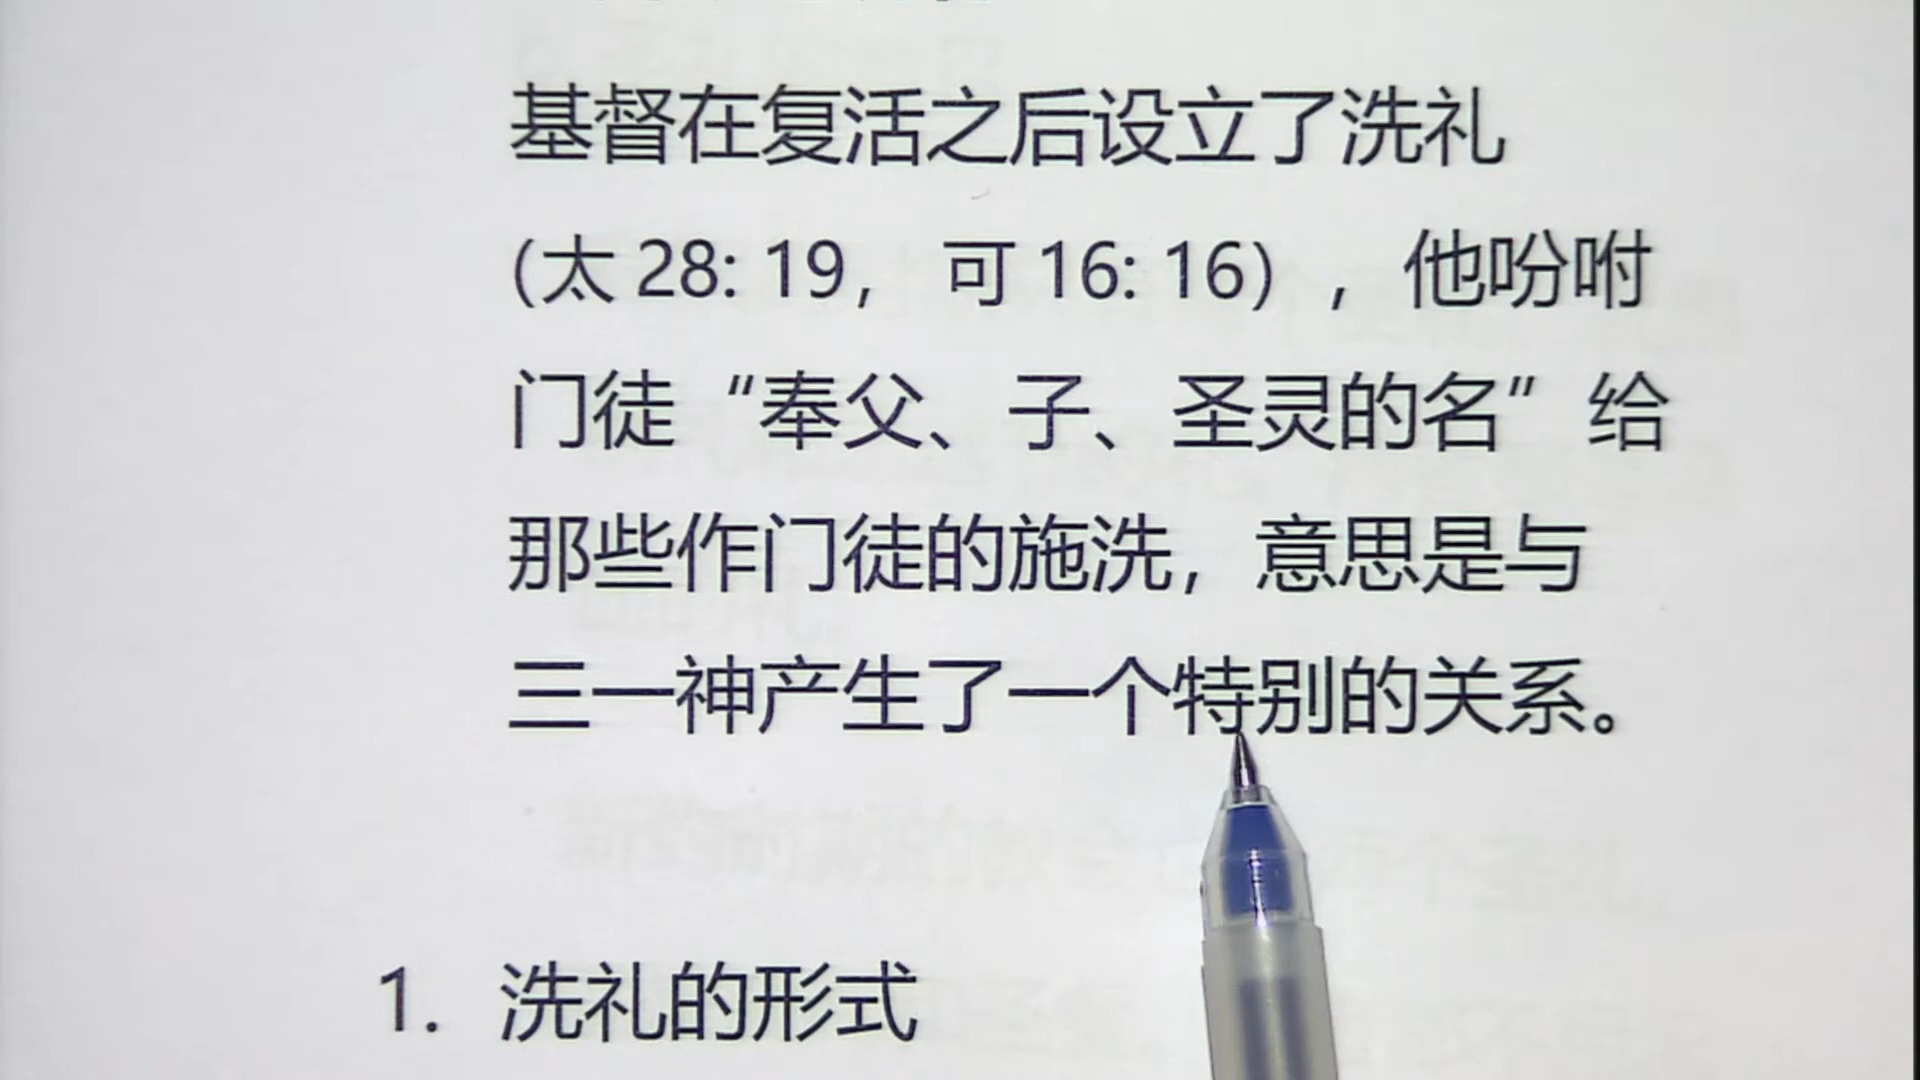 基督在复活之后设立了洗礼
(太 28: 19， 可 16: 16），他吩咐
门徒“奉父、子、圣灵的名”给
那些作门徒的施洗，意思是与
三一神产生了一个特别的关系。
1. 洗礼的形式